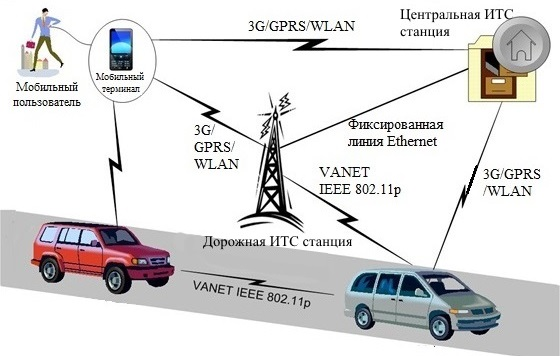 3G/GPRS/WLAN
Центральная ИТС
станция
Мобильный
пользователь
Мобильный
терминал
3G/
GPRS/
WLAN
Фиксированная
линия Ethernet
VANET
IEEE 802.11p
3G/GPRS
/WLAN
Дорожная ИТС станция
VANET IEEE 802.11p